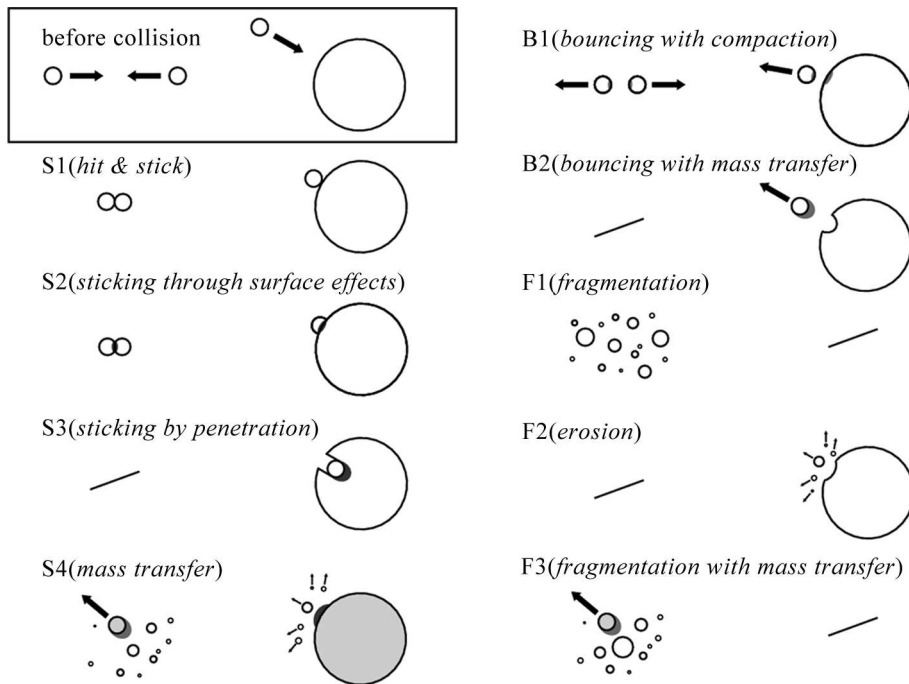 before collision
S1(hit & stick)
S2(sticking through surface effects)
S3(sticking by penetration)
S4(mass transfer)
B1(bouncing with compaction)
B2(bouncing with mass transfer)
F1(fragmentation)
F2(erosion)
F3(fragmentation with mass transfer)